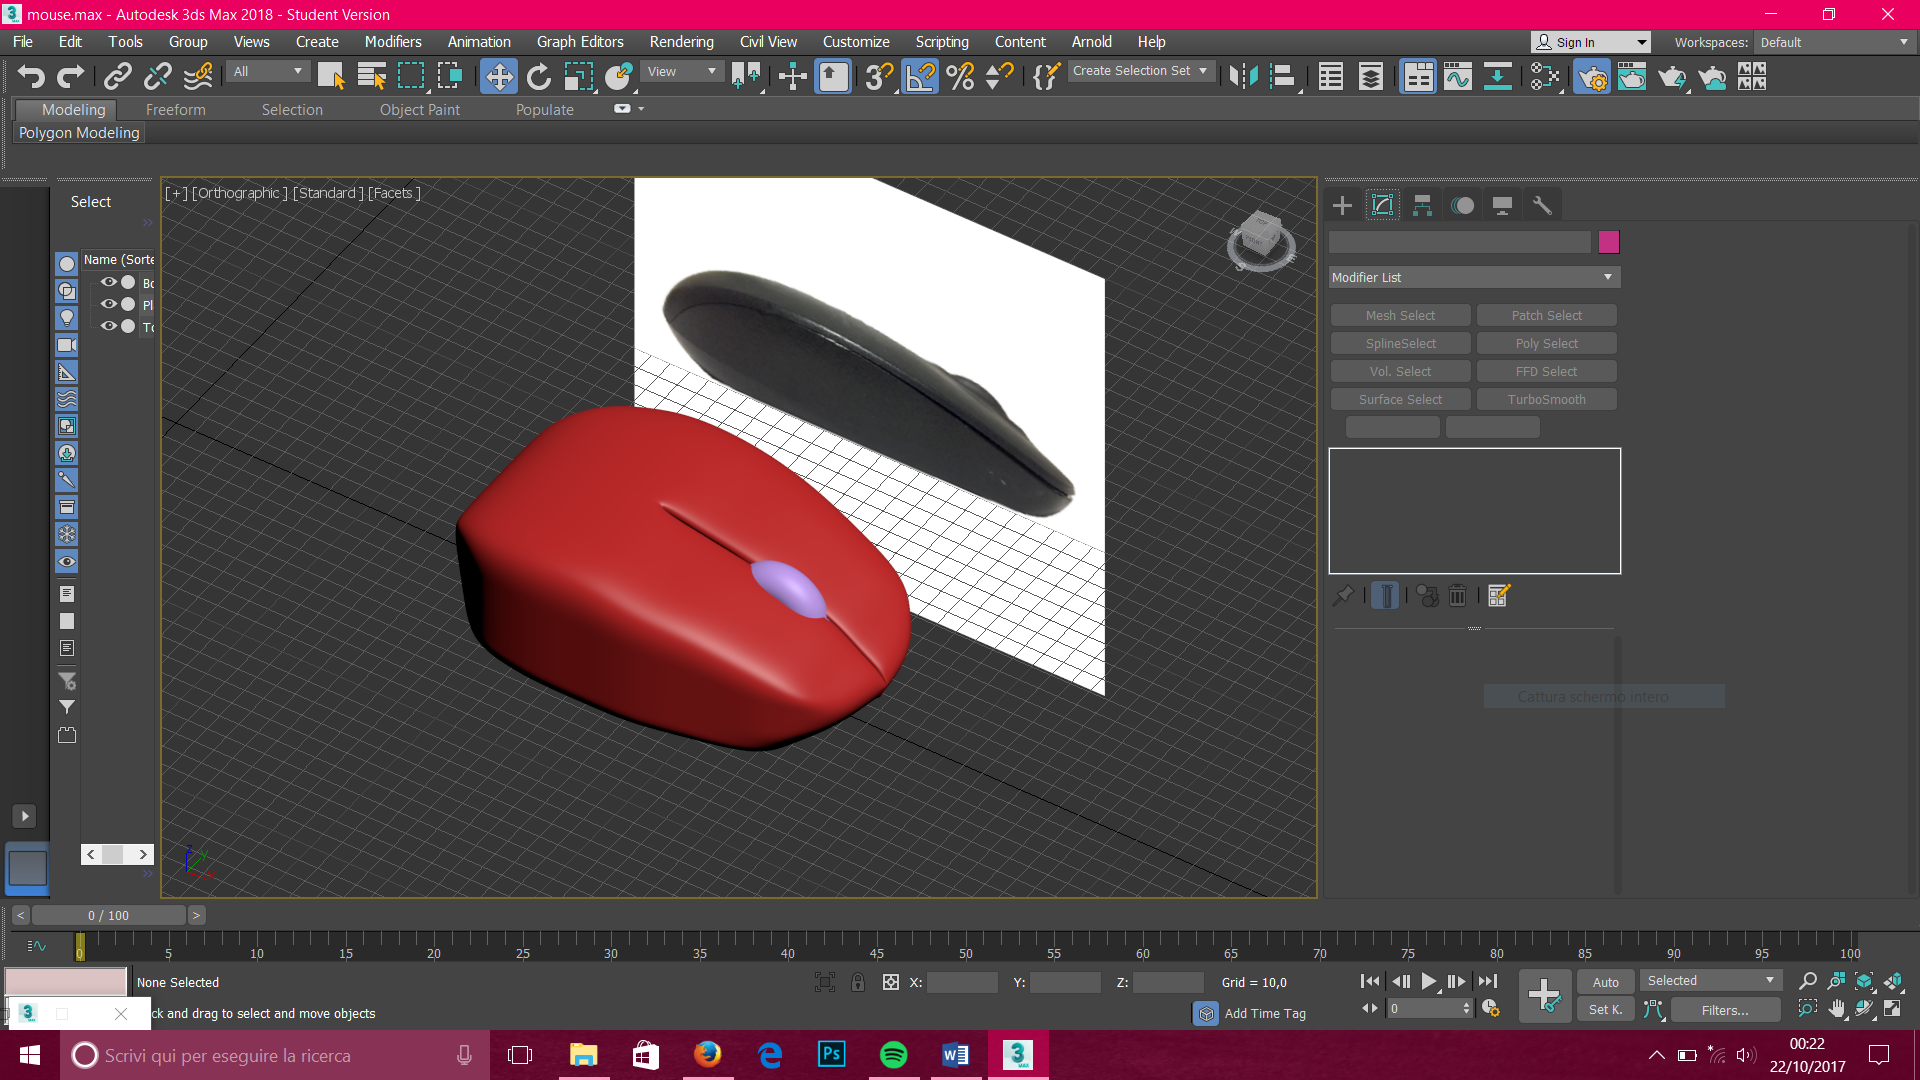 mouse.max - Autodesk 3ds Max 2018 - Student Version
File Edit Tools Group Views Create Modifiers Animation Graph Editors Rendering Civil View Customize Scripting Content Arnold Help
Sign In
Workspaces: Default
All
View
Create Selection Set
Modeling Freeform Selection Object Paint Populate
Polygon Modeling
Select
Name (Sorte
Bo
Pl
To
[+] [Orthographic] [Standard] [Facets]
Modifier List
Mesh Select Patch Select
SplineSelect Poly Select
Vol. Select FFD Select
Surface Select TurboSmooth
Cattura schermo intero
0 / 100
0 5 10 15 20 25 30 35 40 45 50 55 60 65 70 75 80 85 90 95 100
None Selected
X: Y: Z: Grid = 10,0
Auto Selected
ck and drag to select and move objects
Add Time Tag
0
Set K. Filters...
Scrivi qui per eseguire la ricerca
00:22
22/10/2017